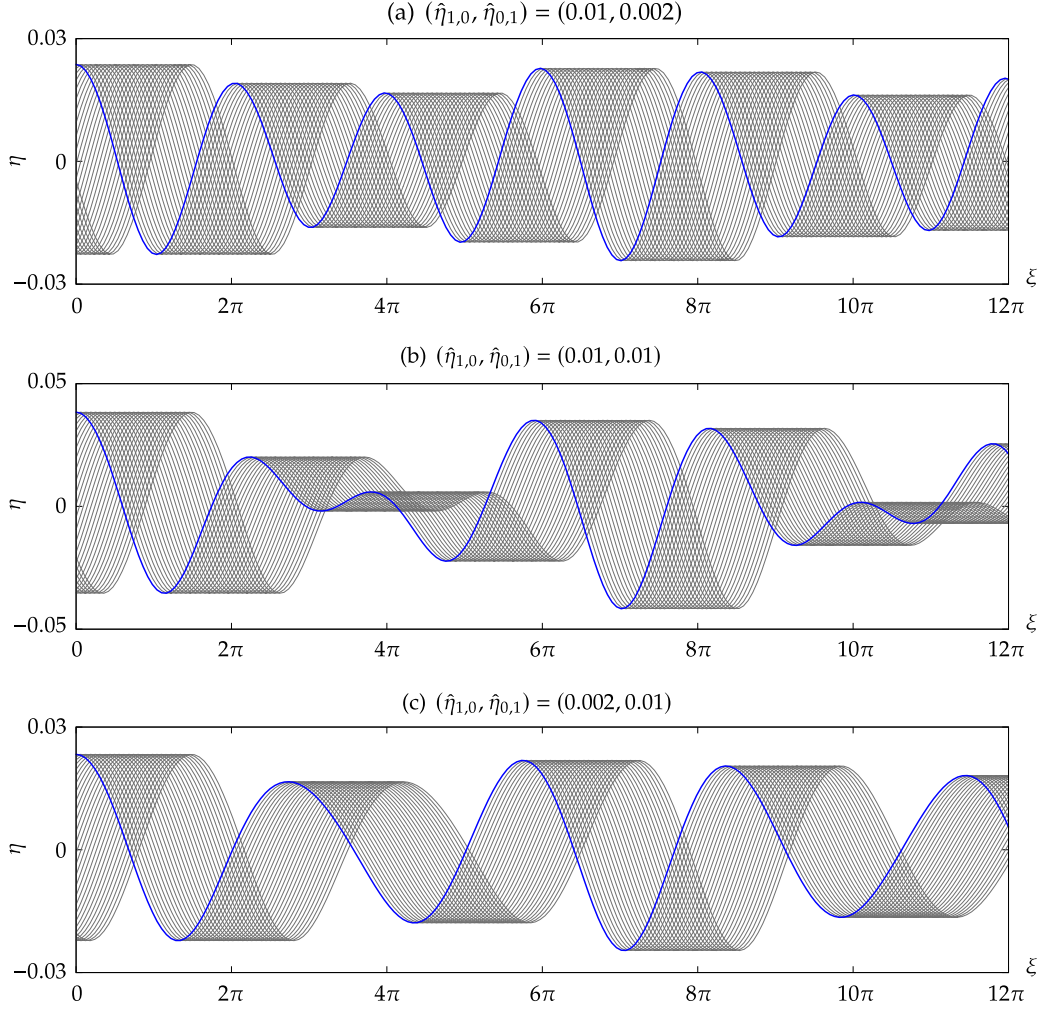 (a) (η̂1,0, η̂0,1) = (0.01, 0.002)
0.03
η
0
−0.03
ξ
0 2π 4π 6π 8π 10π 12π
(b) (η̂1,0, η̂0,1) = (0.01, 0.01)
0.05
η
0
−0.05
ξ
0 2π 4π 6π 8π 10π 12π
(c) (η̂1,0, η̂0,1) = (0.002, 0.01)
0.03
η
0
−0.03
ξ
0 2π 4π 6π 8π 10π 12π